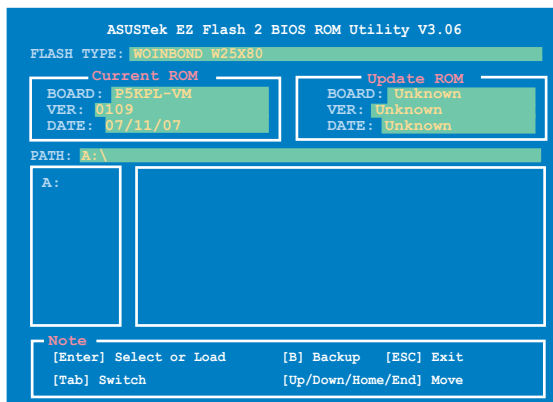 ASUSTek EZ Flash 2 BIOS ROM Utility V3.06
FLASH TYPE: WOINBOND W25X80
Current ROM
BOARD: P5KPL-VM
VER: 0109
DATE: 07/11/07
Update ROM
BOARD: Unknown
VER: Unknown
DATE: Unknown
PATH: A:\
A:
Note
[Enter] Select or Load [B] Backup [ESC] Exit
[Tab] Switch [Up/Down/Home/End] Move